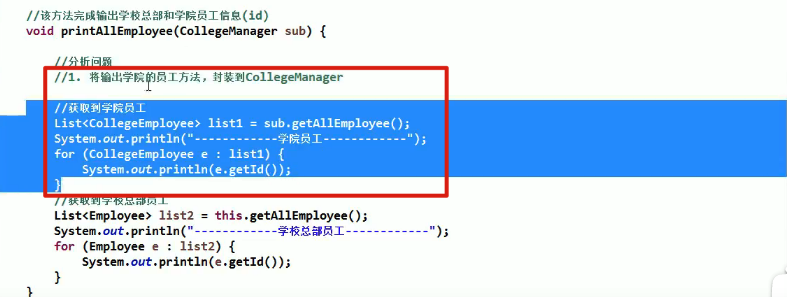 //该方法完成输出学校总部和学院员工信息(id)
void printAllEmployee(CollegeManager sub) {
//分析问题
//1. 将输出学院的员工方法，封装到CollegeManager
//获取到学院员工
List<CollegeEmployee> list1 = sub.getAllEmployee();
System.out.println("------------学院员工------------");
for (CollegeEmployee e : list1) {
System.out.println(e.getId());
}
//获取到学校总部员工
List<Employee> list2 = this.getAllEmployee();
System.out.println("------------学校总部员工------------");
for (Employee e : list2) {
System.out.println(e.getId());
}
}